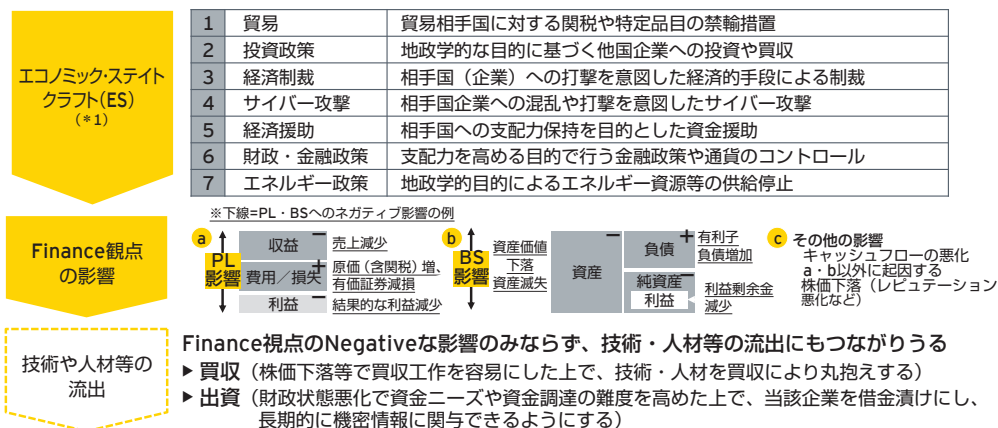 エコノミック・ステイト
クラフト(ES)
(*1)
1 貿易 貿易相手国に対する関税や特定品目の禁輸措置
2 投資政策 地政学的な目的に基づく他国企業への投資や買収
3 経済制裁 相手国（企業）への打撃を意図した経済的手段による制裁
4 サイバー攻撃 相手国企業への混乱や打撃を意図したサイバー攻撃
5 経済援助 相手国への支配力保持を目的とした資金援助
6 財政・金融政策 支配力を高める目的で行う金融政策や通貨のコントロール
7 エネルギー政策 地政学的目的によるエネルギー資源等の供給停止
Finance観点
の影響
※下線=PL・BSへのネガティブ影響の例
a
PL
影響
収益 −
売上減少
費用／損失 +
原価（含関税）増、
有価証券減損
利益 −
結果的な利益減少
b
BS
影響
資産価値
下落
資産滅失
資産 −
負債 +
有利子
負債増加
純資産
利益
利益剰余金
減少
c その他の影響
キャッシュフローの悪化
a・b以外に起因する
株価下落（レピュテーション
悪化など）
技術や人材等の
流出
Finance視点のNegativeな影響のみならず、技術・人材等の流出にもつながりうる
▶ 買収（株価下落等で買収工作を容易にした上で、技術・人材を買収により丸抱えする）
▶ 出資（財政状態悪化で資金ニーズや資金調達の難度を高めた上で、当該企業を借金漬けにし、
長期的に機密情報に関与できるようにする）